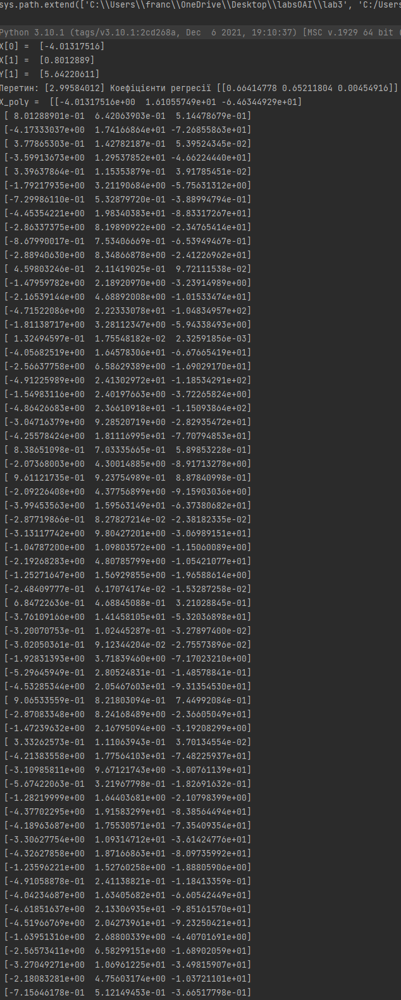 sys.path.extend(['C:\\Users\\franc\\OneDrive\\Desktop\\labsOAI\\lab3', 'C:/Users
Python 3.10.1 (tags/v3.10.1:2cd268a, Dec  6 2021, 19:10:37) [MSC v.1929 64 bit (
X[0] =  [-4.01317516]
X[1] =  [0.8012889]
Y[1] =  [5.64220611]
Перетин: [2.99584012] Коефіцієнти регресії [[0.66414778 0.65211804 0.00454916]]
X_poly =  [[-4.01317516e+00  1.61055749e+01 -6.46344929e+01]
[ 8.01288901e-01  6.42063903e-01  5.14478679e-01]
[-4.17333037e+00  1.74166864e+01 -7.26855863e+01]
[ 3.77865303e-01  1.42782187e-01  5.39524345e-02]
[-3.59913673e+00  1.29537852e+01 -4.66224440e+01]
[ 3.39637864e-01  1.15353879e-01  3.91785451e-02]
[-1.79217935e+00  3.21190684e+00 -5.75631312e+00]
[-7.29986110e-01  5.32879720e-01 -3.88994794e-01]
[-4.45354221e+00  1.98340383e+01 -8.83317267e+01]
[-2.86337375e+00  8.19890922e+00 -2.34765414e+01]
[-8.67990017e-01  7.53406669e-01 -6.53949467e-01]
[-2.88940630e+00  8.34866878e+00 -2.41226962e+01]
[ 4.59803246e-01  2.11419025e-01  9.72111538e-02]
[-1.47959782e+00  2.18920970e+00 -3.23914989e+00]
[-2.16539144e+00  4.68892008e+00 -1.01533474e+01]
[-4.71522086e+00  2.22333078e+01 -1.04834957e+02]
[-1.81138717e+00  3.28112347e+00 -5.94338493e+00]
[ 1.32494597e-01  1.75548182e-02  2.32591856e-03]
[-4.05682519e+00  1.64578306e+01 -6.67665419e+01]
[-2.56637758e+00  6.58629389e+00 -1.69029170e+01]
[-4.91225989e+00  2.41302972e+01 -1.18534291e+02]
[-1.54983116e+00  2.40197663e+00 -3.72265824e+00]
[-4.86426683e+00  2.36610918e+01 -1.15093864e+02]
[-3.04716379e+00  9.28520719e+00 -2.82935472e+01]
[-4.25578424e+00  1.81116995e+01 -7.70794853e+01]
[ 8.38651098e-01  7.03335665e-01  5.89853228e-01]
[-2.07368003e+00  4.30014885e+00 -8.91713278e+00]
[ 9.61121735e-01  9.23754989e-01  8.87840998e-01]
[-2.09226408e+00  4.37756899e+00 -9.15903036e+00]
[-3.99453563e+00  1.59563149e+01 -6.37380682e+01]
[-2.87719866e-01  8.27827214e-02 -2.38182335e-02]
[-3.13117742e+00  9.80427201e+00 -3.06989151e+01]
[-1.04787200e+00  1.09803572e+00 -1.15060089e+00]
[-2.19268283e+00  4.80785799e+00 -1.05421077e+01]
[-1.25271647e+00  1.56929855e+00 -1.96588614e+00]
[-2.48409777e-01  6.17074174e-02 -1.53287258e-02]
[ 6.84722636e-01  4.68845088e-01  3.21028845e-01]
[-3.76109166e+00  1.41458105e+01 -5.32036898e+01]
[-3.20070753e-01  1.02445287e-01 -3.27897400e-02]
[-3.02050361e-01  9.12344204e-02 -2.75573896e-02]
[-1.92831393e+00  3.71839460e+00 -7.17023210e+00]
[-5.29645949e-01  2.80524831e-01 -1.48578841e-01]
[-4.53285344e+00  2.05467603e+01 -9.31354530e+01]
[ 9.06533559e-01  8.21803094e-01  7.44992084e-01]
[-2.87083348e+00  8.24168489e+00 -2.36605049e+01]
[-1.47239632e+00  2.16795094e+00 -3.19208299e+00]
[ 3.33262573e-01  1.11063943e-01  3.70134554e-02]
[-4.21383558e+00  1.77564103e+01 -7.48225937e+01]
[-3.10985811e+00  9.67121743e+00 -3.00761139e+01]
[-5.67422063e-01  3.21967798e-01 -1.82691632e-01]
[-1.28219999e+00  1.64403681e+00 -2.10798399e+00]
[-4.37702295e+00  1.91583299e+01 -8.38564494e+01]
[-4.18963687e+00  1.75530571e+01 -7.35409354e+01]
[-3.30627754e+00  1.09314712e+01 -3.61424776e+01]
[-4.32627858e+00  1.87166863e+01 -8.09735992e+01]
[-1.23596221e+00  1.52760258e+00 -1.88805906e+00]
[-4.91058878e-01  2.41138821e-01 -1.18413359e-01]
[-4.04234687e+00  1.63405682e+01 -6.60542449e+01]
[-4.61851637e+00  2.13306935e+01 -9.85161570e+01]
[-4.51966769e+00  2.04273961e+01 -9.23250421e+01]
[-1.63951316e+00  2.68800339e+00 -4.40701691e+00]
[-2.56573411e+00  6.58299151e+00 -1.68902059e+01]
[-3.27049271e+00  1.06961225e+01 -3.49815907e+01]
[-2.18083281e+00  4.75603174e+00 -1.03721101e+01]
[-7.15646178e-01  5.12149453e-01 -3.66517798e-01]